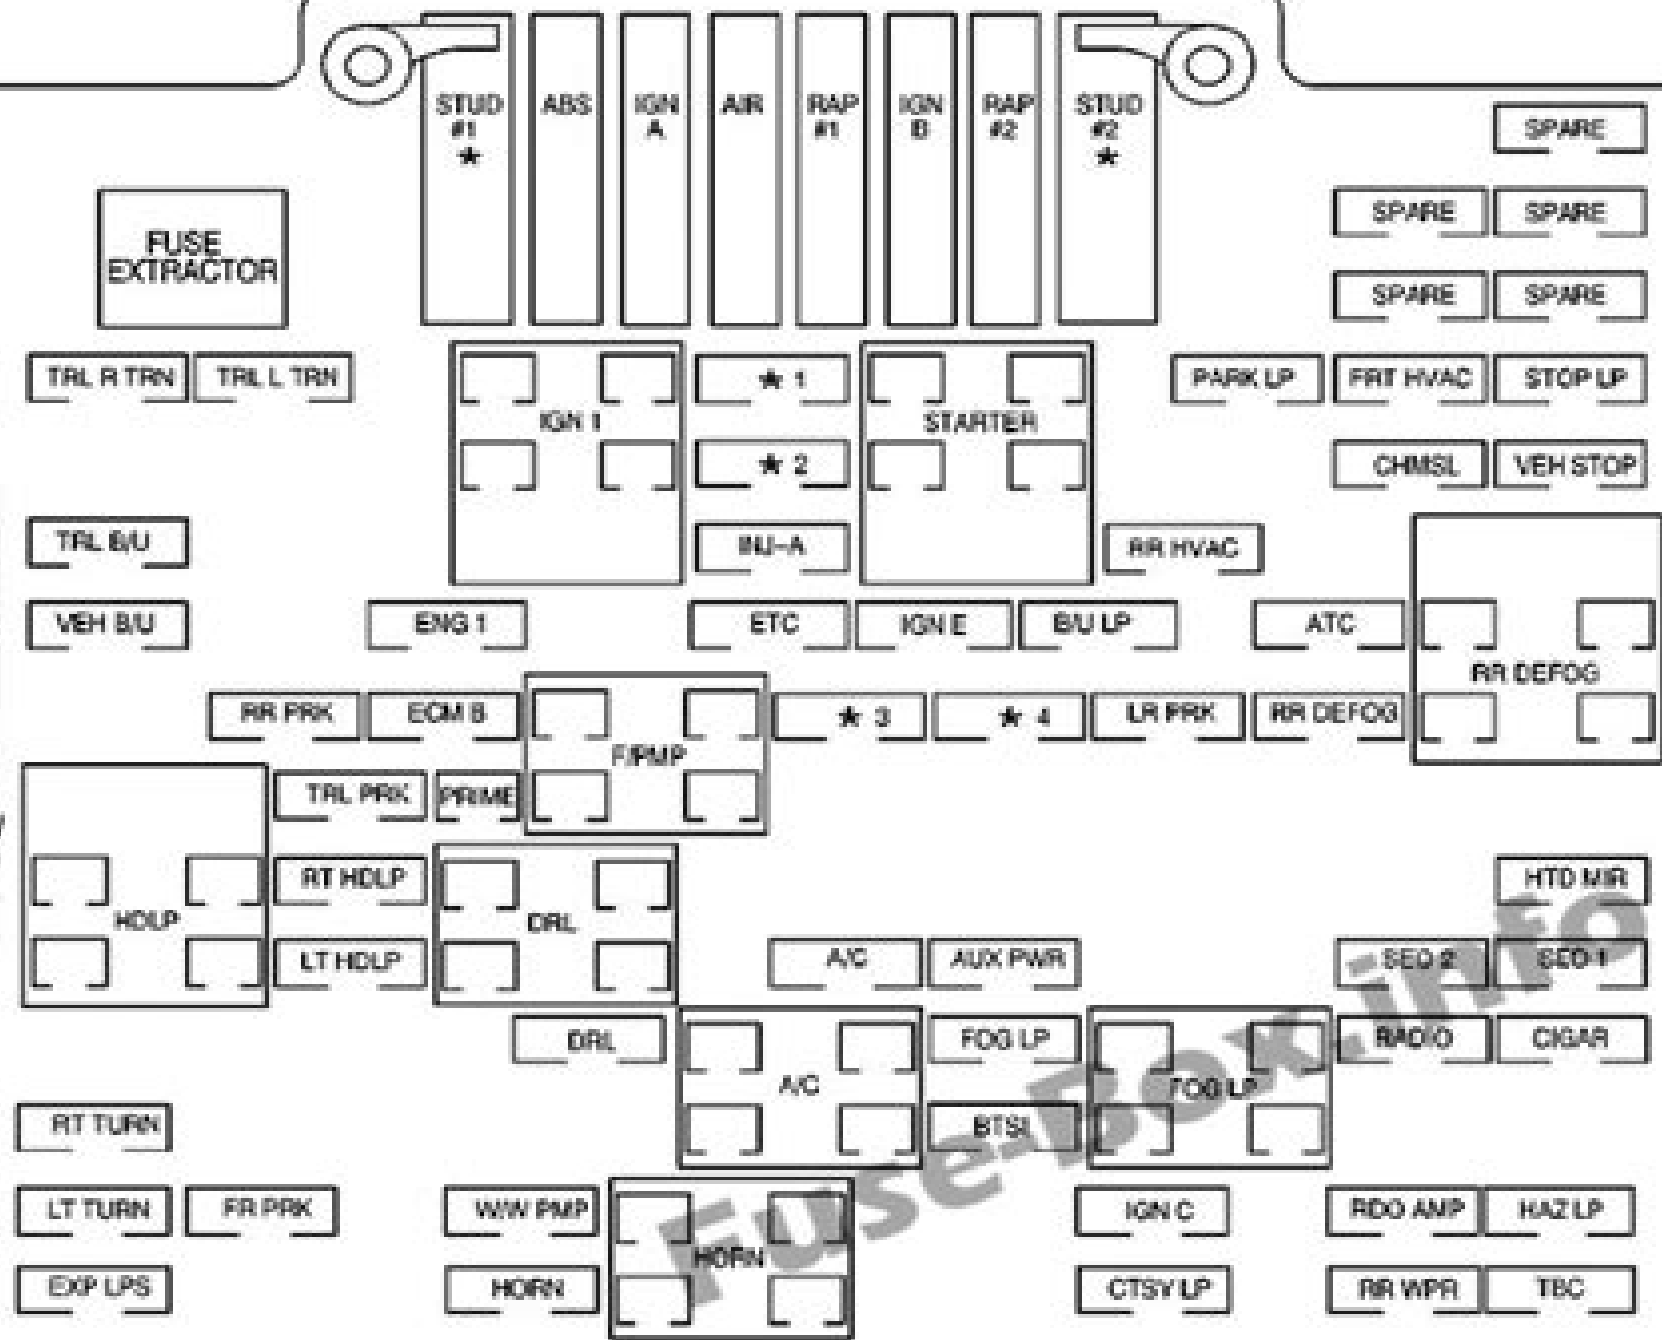 STUD
#1
★
ABS
IGN
A
AIR
RAP
#1
IGN
B
RAP
#2
STUD
#2
★
SPARE
SPARE SPARE
FUSE
EXTRACTOR
SPARE SPARE
TRL R TRN TRL L TRN ★ 1 PARK LP FRT HVAC STOP LP
IGN 1 STARTER
★ 2 CHMSL VEH STOP
TRL B/U INJ-A RR HVAC
VEH B/U ENG 1 ETC IGN E B/U LP ATC
RR DEFOG
RR PRK ECM B ★ 3 ★ 4 LR PRK RR DEFOG
F/PMP
TRL PRK PRIME
RT HDLP HTD MIR
HDLP DRL
LT HDLP A/C AUX PWR SEO 2 SEO 1
DRL FOG LP RADIO CIGAR
A/C FOG LP
RT TURN BTSI
LT TURN FR PRK W/W PMP IGN C RDO AMP HAZ LP
HORN
EXP LPS HORN CTSY LP RR WPR TBC
Fuse-Box.info